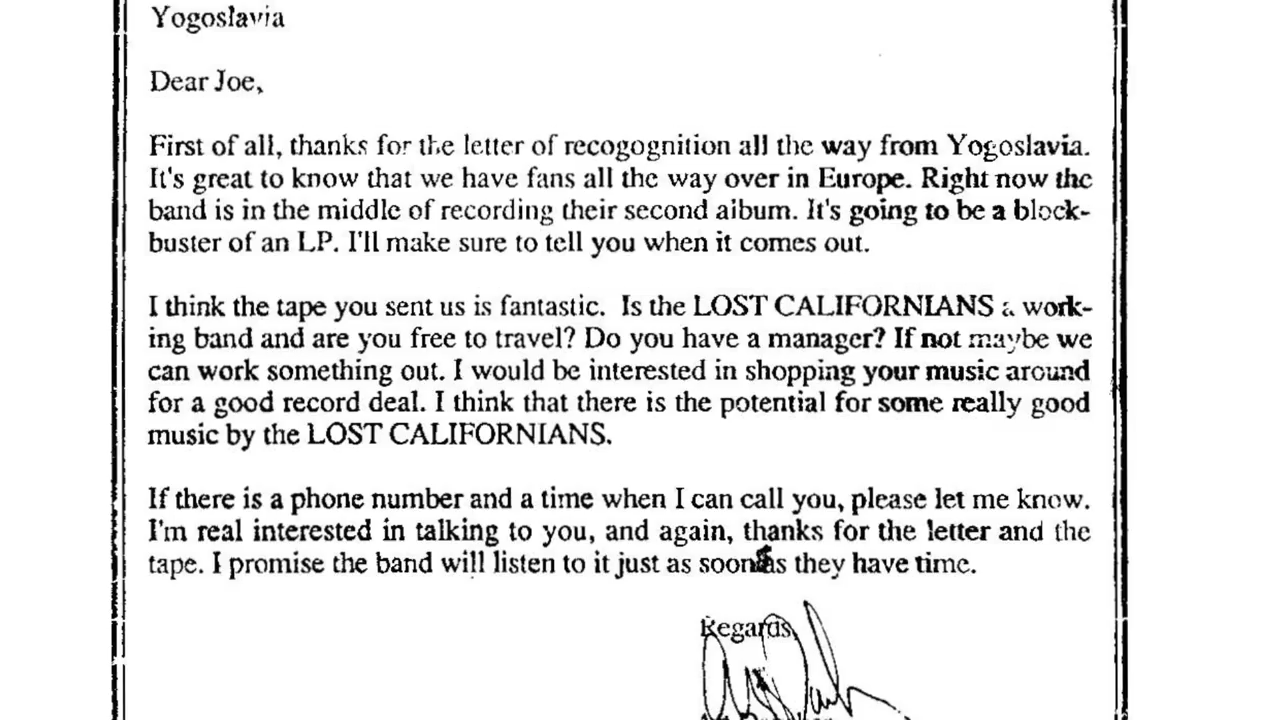 Yogoslavia
Dear Joe,
First of all, thanks for the letter of recogognition all the way from Yogoslavia.
It's great to know that we have fans all the way over in Europe. Right now the
band is in the middle of recording their second album. It's going to be a block-
buster of an LP. I'll make sure to tell you when it comes out.
I think the tape you sent us is fantastic. Is the LOST CALIFORNIANS a work-
ing band and are you free to travel? Do you have a manager? If not maybe we
can work something out. I would be interested in shopping your music around
for a good record deal. I think that there is the potential for some really good
music by the LOST CALIFORNIANS.
If there is a phone number and a time when I can call you, please let me know.
I'm real interested in talking to you, and again, thanks for the letter and the
tape. I promise the band will listen to it just as soon as they have time.
Regards,